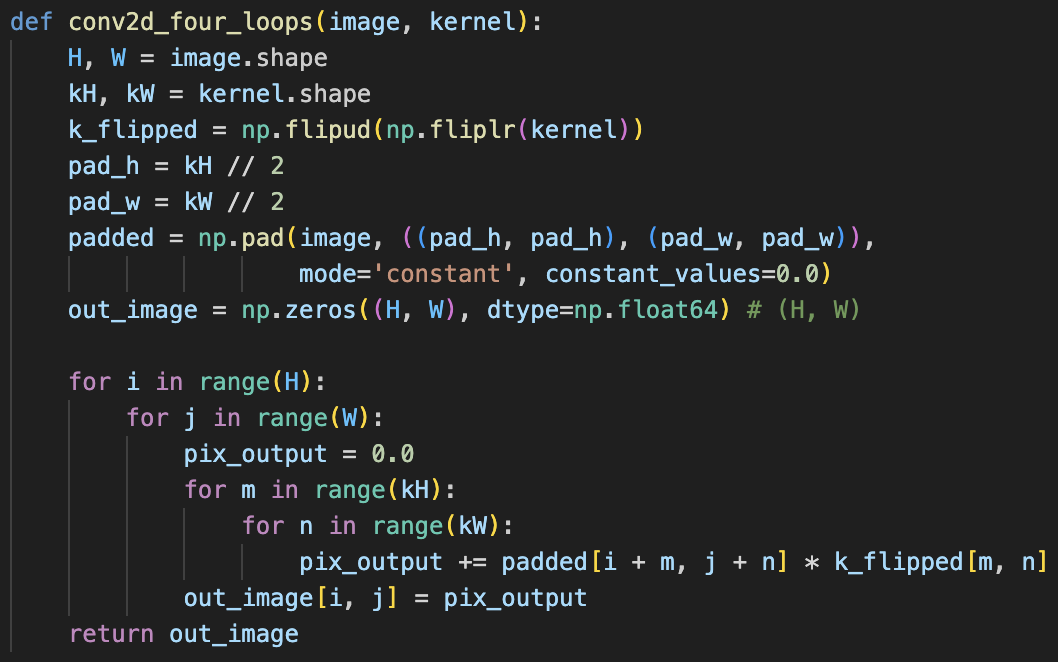 def conv2d_four_loops(image, kernel):
    H, W = image.shape
    kH, kW = kernel.shape
    k_flipped = np.flipud(np.fliplr(kernel))
    pad_h = kH // 2
    pad_w = kW // 2
    padded = np.pad(image, ((pad_h, pad_h), (pad_w, pad_w)),
                    mode='constant', constant_values=0.0)
    out_image = np.zeros((H, W), dtype=np.float64) # (H, W)

    for i in range(H):
        for j in range(W):
            pix_output = 0.0
            for m in range(kH):
                for n in range(kW):
                    pix_output += padded[i + m, j + n] * k_flipped[m, n]
            out_image[i, j] = pix_output
    return out_image